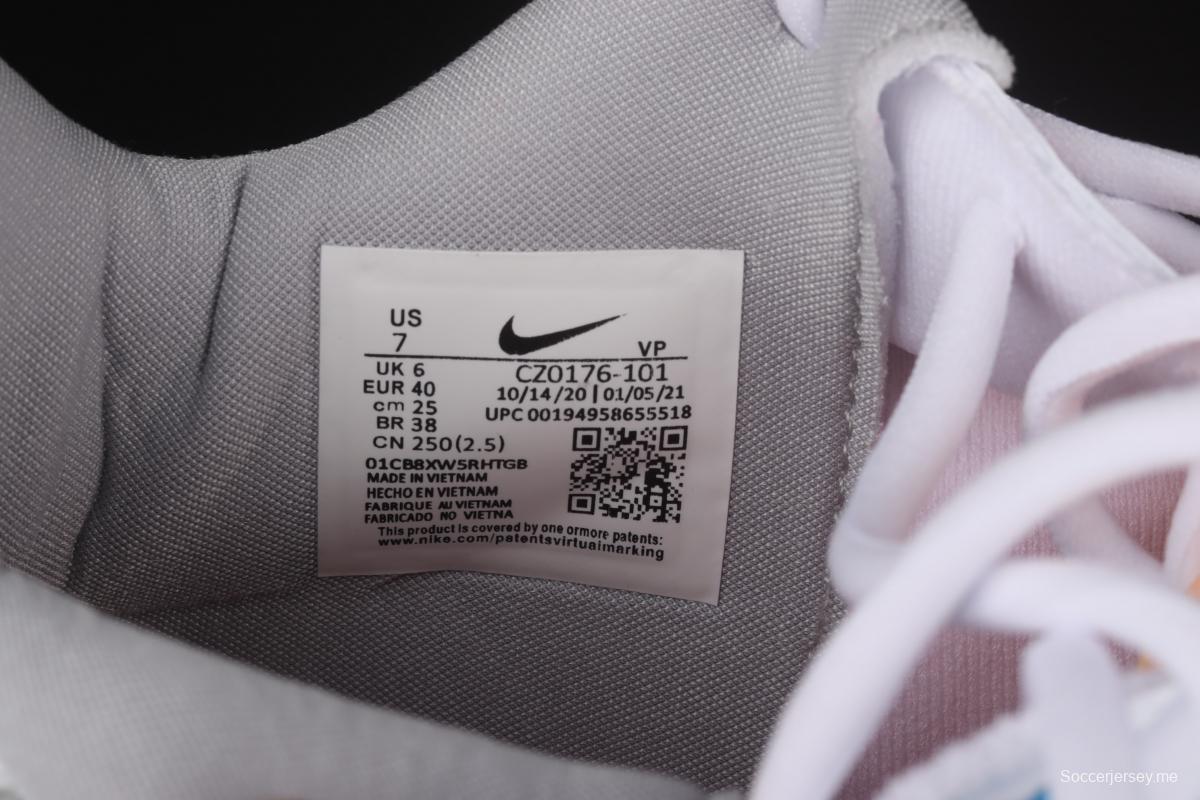 US
7
VP
UK 6
EUR 40
cm 25
BR 38
CN 250(2.5)
CZ0176-101
10/14/20 | 01/05/21
UPC 00194958655518
01CB8XW5RHTGB
MADE IN VIETNAM
HECHO EN VIETNAM
FABRIQUE AU VIETNAM
FABRICADO NO VIETNA
This product is covered by one ormore patents:
www.nike.com/patentsvirtuaimarking
Soccerjersey.me